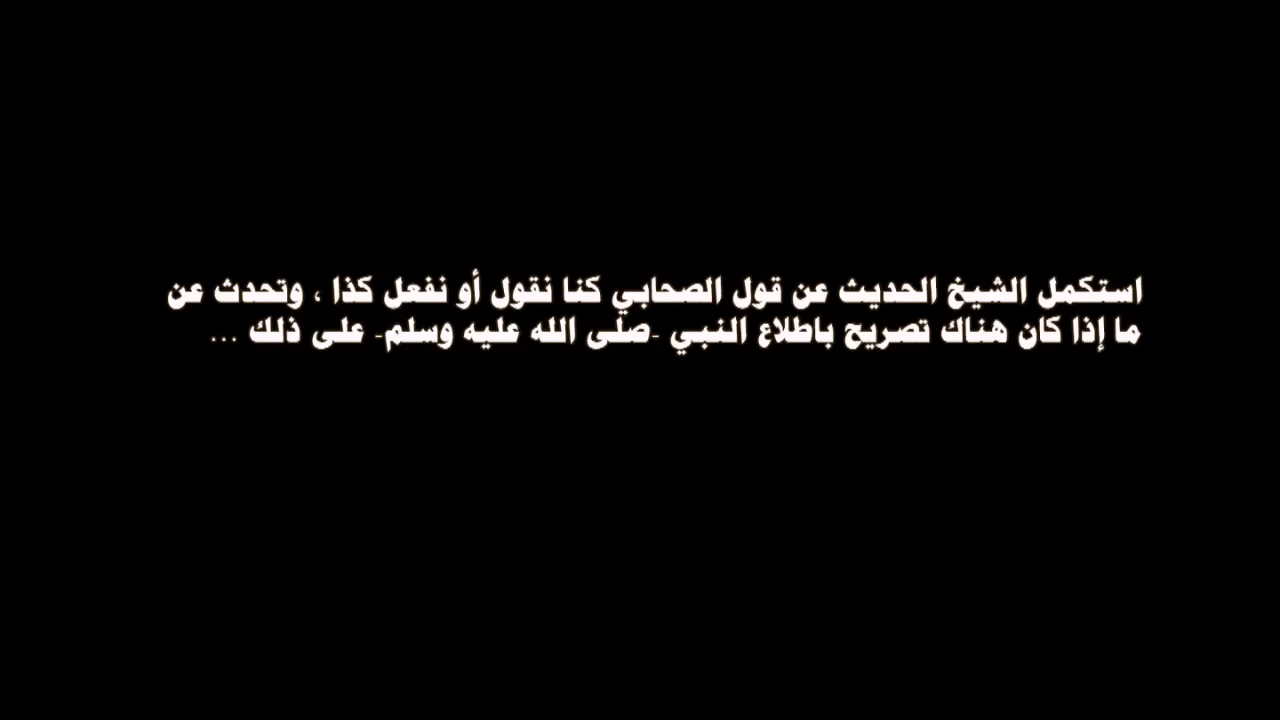 استكمل الشيخ الحديث عن قول الصحابي كنا نقول أو نفعل كذا ، وتحدث عن
ما إذا كان هناك تصريح باطلاع النبي -صلى الله عليه وسلم- على ذلك ...